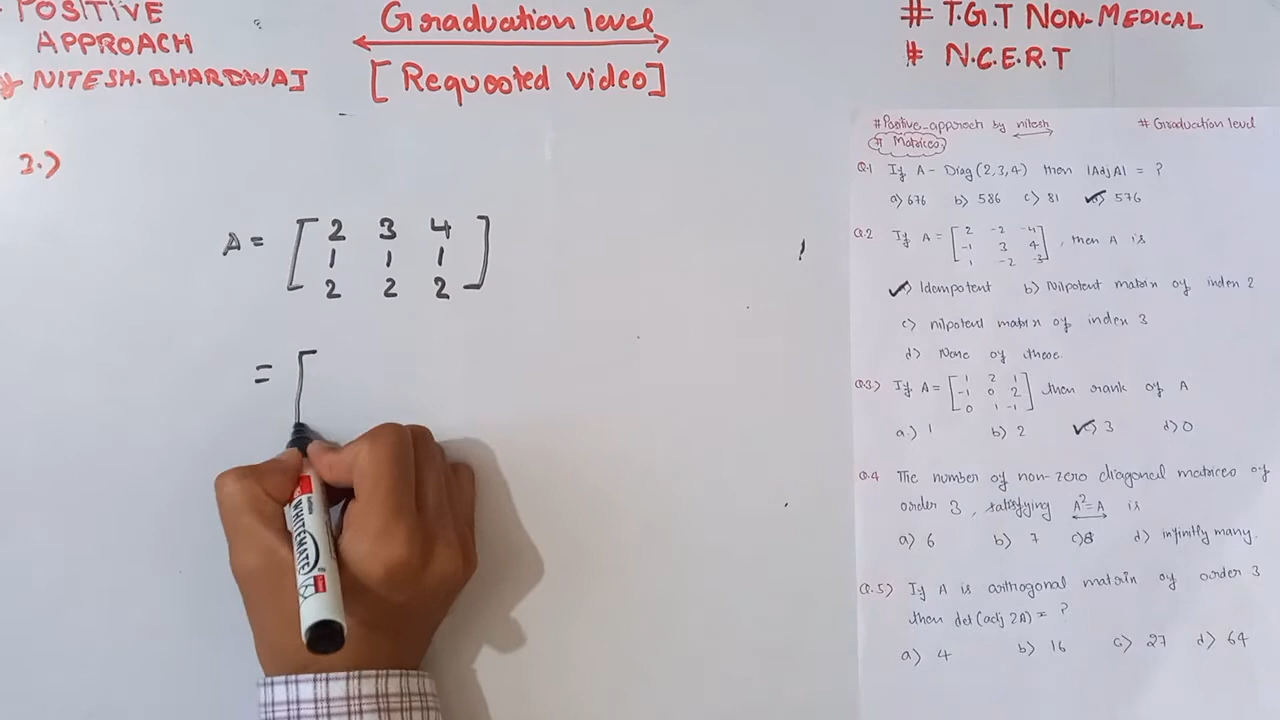 POSITIVE
APPROACH
NITESH.BHARDWAJ
Graduation level
[Requested video]
# T.G.T NON-MEDICAL
# N.C.E.R.T
3.)
A = [2 3 4
1 1 1
2 2 2]
= [
WHITEMATE
#Positive_approach by nitesh
# Graduation level
# Matrices
Q.1 If A - Diag (2,3,4) then |AdjA| = ?
a) 676 b) 586 c) 81 d) 576
Q.2 If A = [2 -2 -4
-1 3 4
1 -2 -3], then A is
a) Idempotent b) Nilpotent matrix of index 2
c) nilpotent matrix of index 3
d) None of these.
Q.3) If A = [1 2 1
-1 0 2
0 1 -1] then rank of A
a.) 1 b) 2 c) 3 d) 0
Q.4 The number of non-zero diagonal matrices of
order 3, satisfying A²=A is
a) 6 b) 7 c) 8 d) infinitly many.
Q.5) If A is orthogonal matrix of order 3
then det(adj 2A) = ?
a) 4 b) 16 c) 27 d) 64